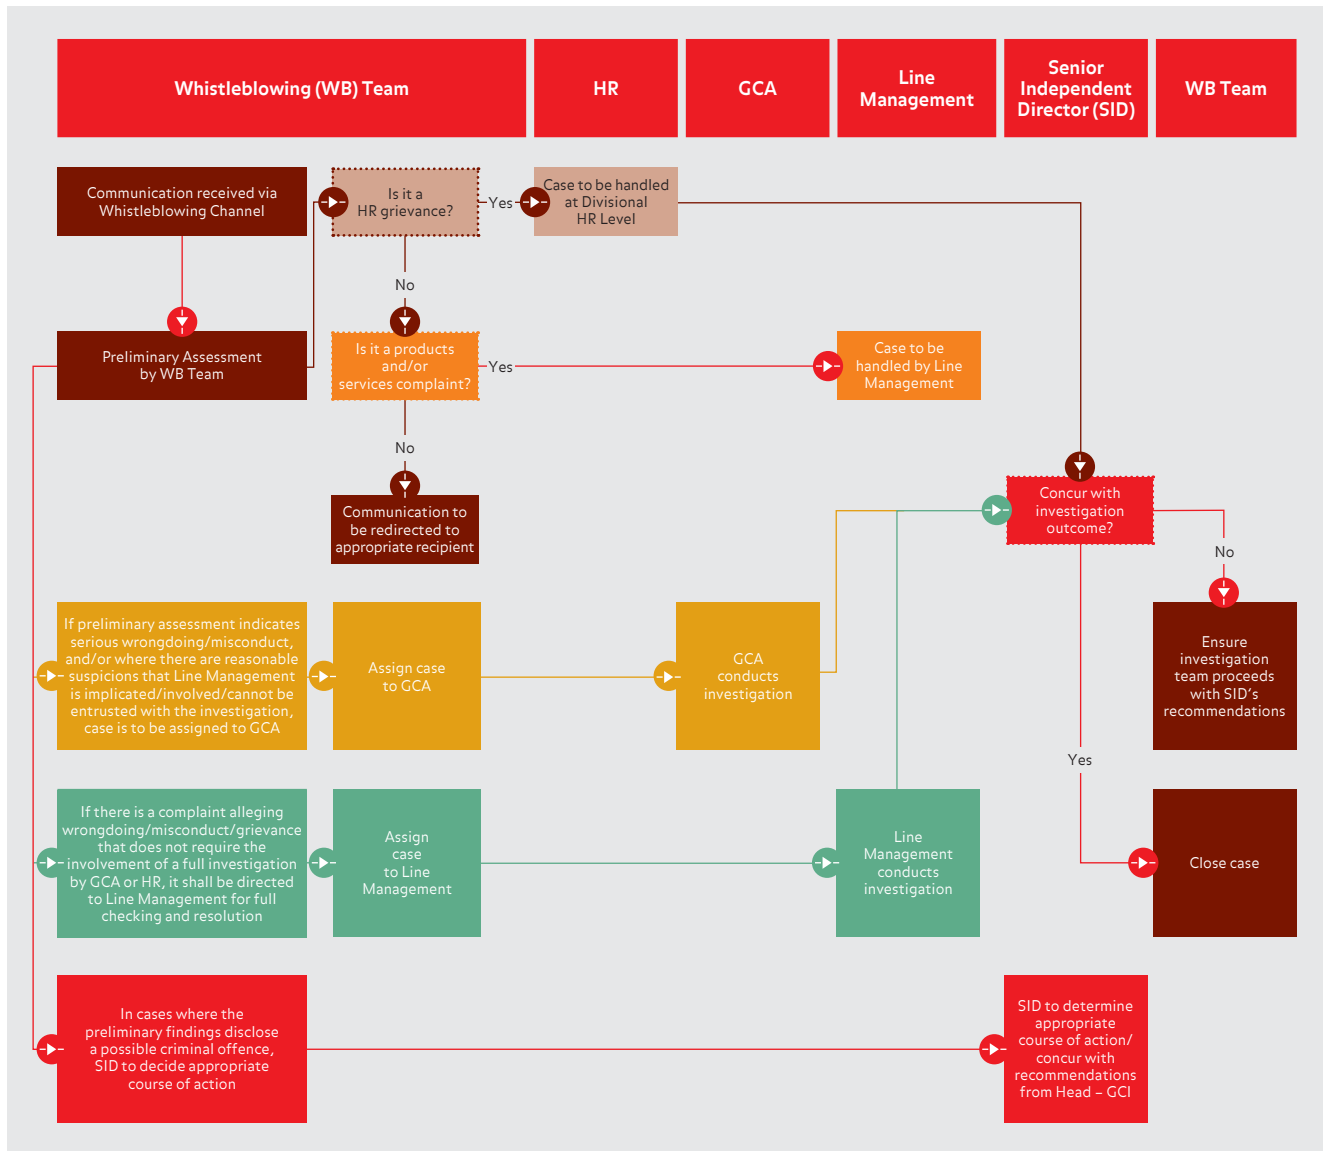 Whistleblowing (WB) Team
HR
GCA
Line
Management
Senior
Independent
Director (SID)
WB Team
Communication received via
Whistleblowing Channel
Is it a
HR grievance?
Yes
Case to be handled
at Divisional
HR Level
No
Preliminary Assessment
by WB Team
Is it a products
and/or
services complaint?
Yes
Case to be
handled by Line
Management
No
Communication to
be redirected to
appropriate recipient
Concur with
investigation
outcome?
No
If preliminary assessment indicates
serious wrongdoing/misconduct,
and/or where there are reasonable
suspicions that Line Management
is implicated/involved/cannot be
entrusted with the investigation,
case is to be assigned to GCA
Assign case
to GCA
GCA
conducts
investigation
Ensure
investigation
team proceeds
with SID's
recommendations
Yes
If there is a complaint alleging
wrongdoing/misconduct/grievance
that does not require the
involvement of a full investigation
by GCA or HR, it shall be directed
to Line Management for full
checking and resolution
Assign
case
to Line
Management
Line
Management
conducts
investigation
Close case
In cases where the
preliminary findings disclose
a possible criminal offence,
SID to decide appropriate
course of action
SID to determine
appropriate
course of action/
concur with
recommendations
from Head – GCI